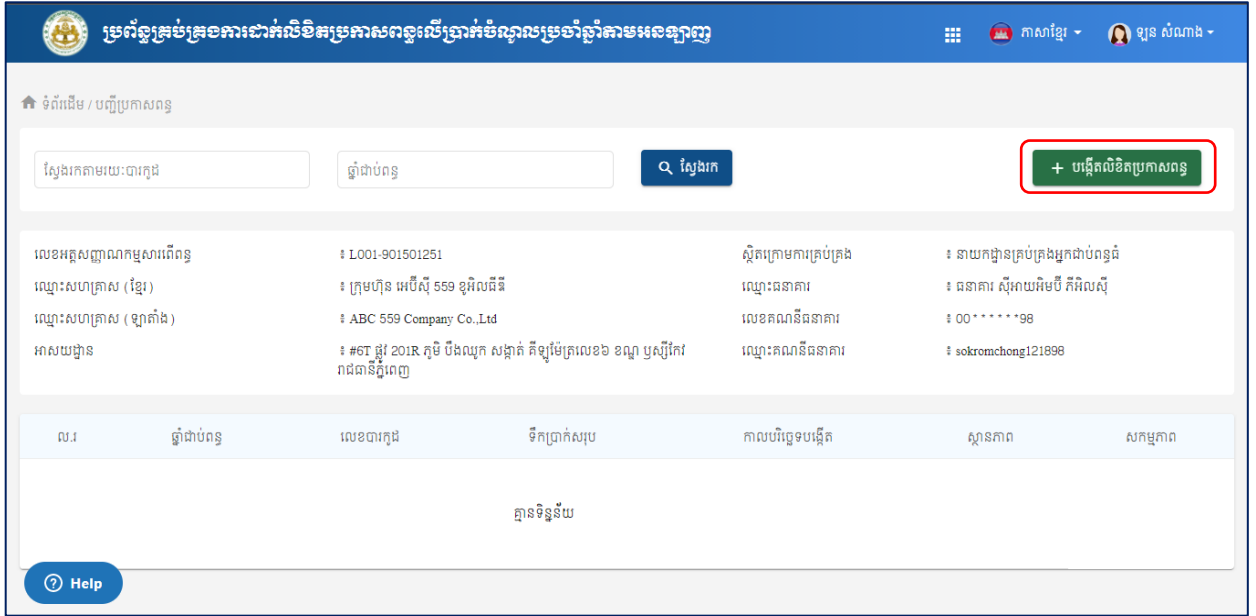 ប្រព័ន្ធគ្រប់គ្រងការដាក់លិខិតប្រកាសពន្ធលើប្រាក់ចំណូលប្រចាំឆ្នាំតាមអនឡាញ
ភាសាខ្មែរ
ឡុន សំណាង
ទំព័រដើម / បញ្ជីប្រកាសពន្ធ
ស្វែងរកតាមរយៈបារកូដ
ឆ្នាំជាប់ពន្ធ
ស្វែងរក
+ បង្កើតលិខិតប្រកាសពន្ធ
លេខអត្តសញ្ញាណកម្មសារពើពន្ធ ៖ L001-901501251 ស្ថិតក្រោមការគ្រប់គ្រង ៖ នាយកដ្ឋានគ្រប់គ្រងអ្នកជាប់ពន្ធធំ
ឈ្មោះសហគ្រាស (ខ្មែរ) ៖ ក្រុមហ៊ុន អេប៊ីស៊ី 559 ខូអិលធីឌី ឈ្មោះធនាគារ ៖ ធនាគារ ស៊ីអាយអិមប៊ី ភីអិលស៊ី
ឈ្មោះសហគ្រាស (ឡាតាំង) ៖ ABC 559 Company Co.,Ltd លេខគណនីធនាគារ ៖ 00******98
អាសយដ្ឋាន ៖ #6T ផ្លូវ 201R ភូមិ បឹងឈូក សង្កាត់ គីឡូម៉ែត្រលេខ៦ ខណ្ឌ ឫស្សីកែវ ឈ្មោះគណនីធនាគារ ៖ sokromchong121898
រាជធានីភ្នំពេញ
ល.រ ឆ្នាំជាប់ពន្ធ លេខបារកូដ ទឹកប្រាក់សរុប កាលបរិច្ឆេទបង្កើត ស្ថានភាព សកម្មភាព
គ្មានទិន្នន័យ
Help